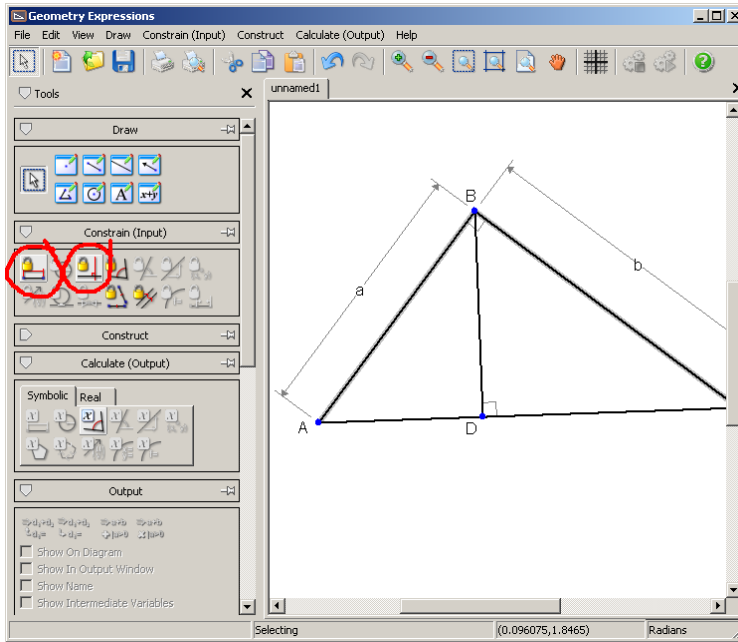 Geometry Expressions
File Edit View Draw Constrain (Input) Construct Calculate (Output) Help
Tools
unnamed1
Draw
A x+y
Constrain (Input)
Construct
Calculate (Output)
Symbolic Real
Output
Show On Diagram
Show In Output Window
Show Name
Show Intermediate Variables
B
a
b
A
D
Selecting
(0.096075,1.8465)
Radians